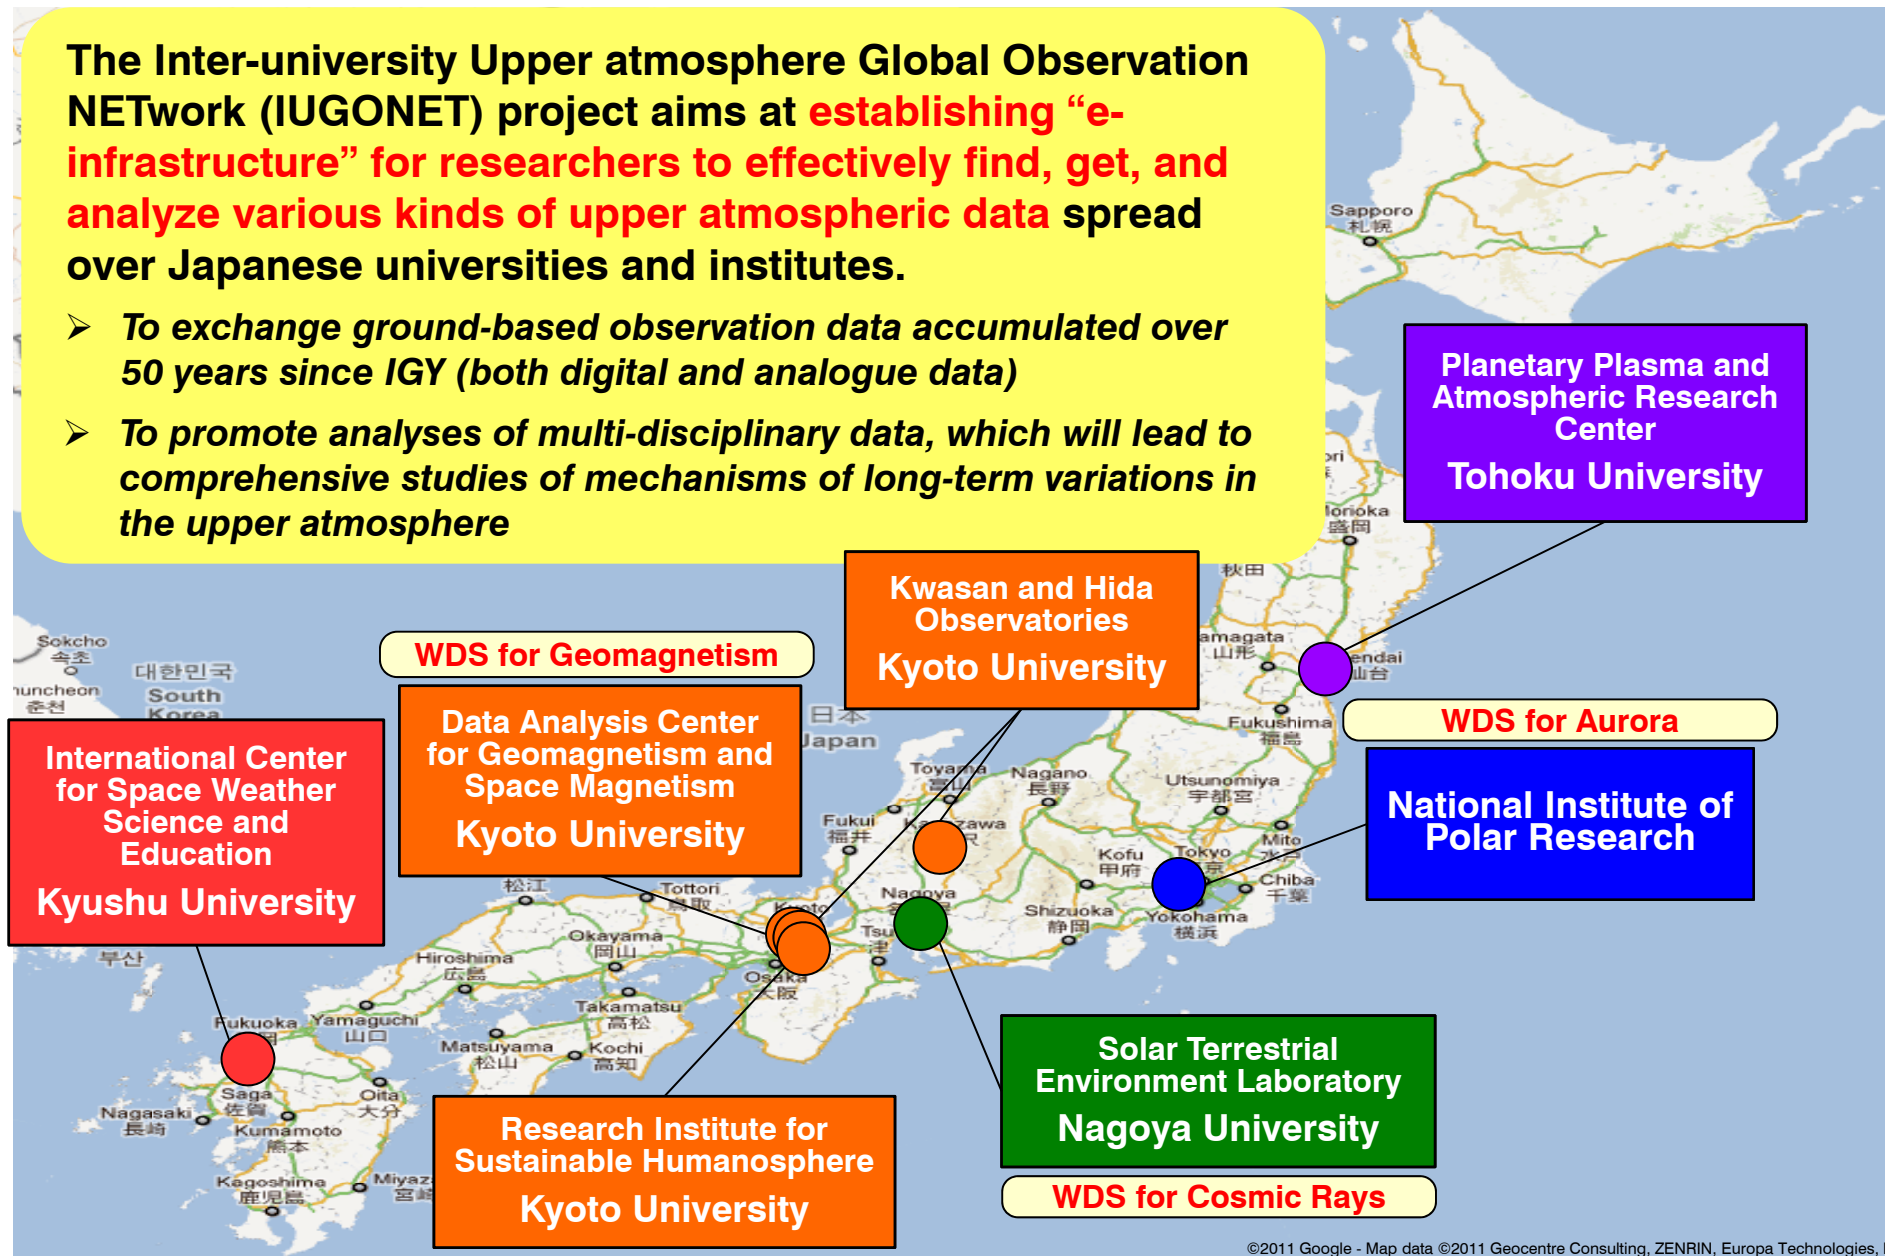 The Inter-university Upper atmosphere Global Observation
NETwork (IUGONET) project aims at establishing “e-
infrastructure” for researchers to effectively find, get, and
analyze various kinds of upper atmospheric data spread
over Japanese universities and institutes.
➢ To exchange ground-based observation data accumulated over
50 years since IGY (both digital and analogue data)
➢ To promote analyses of multi-disciplinary data, which will lead to
comprehensive studies of mechanisms of long-term variations in
the upper atmosphere
Sapporo
札幌
Planetary Plasma and
Atmospheric Research
Center
Tohoku University
盛岡
秋田
Kwasan and Hida
Observatories
Kyoto University
WDS for Geomagnetism
Data Analysis Center
for Geomagnetism and
Space Magnetism
Kyoto University
Sokcho
속초
대한민국
South
Korea
춘천
日本
Japan
山形
仙台
Fukushima
福島
WDS for Aurora
National Institute of
Polar Research
International Center
for Space Weather
Science and
Education
Kyushu University
Toyama
富山
Nagano
長野
Utsunomiya
宇都宮
Fukui
福井
Mito
水戸
Kofu
甲府
Tokyo
Chiba
千葉
松江
Tottori
鳥取
Nagoya
Kyoto
Shizuoka
静岡
Yokohama
横浜
Okayama
岡山
Tsu
津
Hiroshima
広島
Osaka
大阪
부산
Takamatsu
高松
Fukuoka
Yamaguchi
山口
Matsuyama
松山
Kochi
高知
Saga
佐賀
Oita
大分
Nagasaki
長崎
Kumamoto
熊本
Kagoshima
鹿児島
Research Institute for
Sustainable Humanosphere
Kyoto University
Solar Terrestrial
Environment Laboratory
Nagoya University
WDS for Cosmic Rays
©2011 Google - Map data ©2011 Geocentre Consulting, ZENRIN, Europa Technologies,